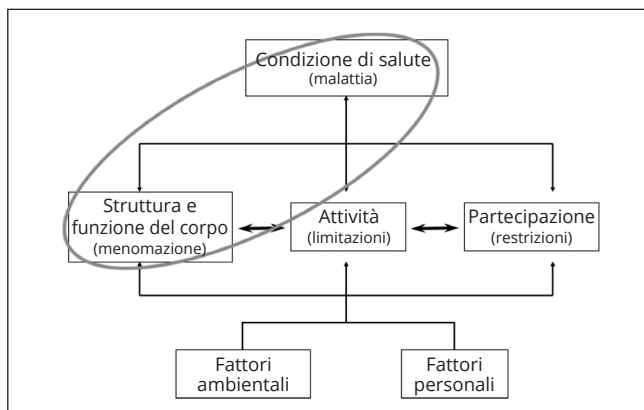 Condizione di salute
(malattia)
Struttura e
funzione del corpo
(menomazione)
Attività
(limitazioni)
Partecipazione
(restrizioni)
Fattori
ambientali
Fattori
personali